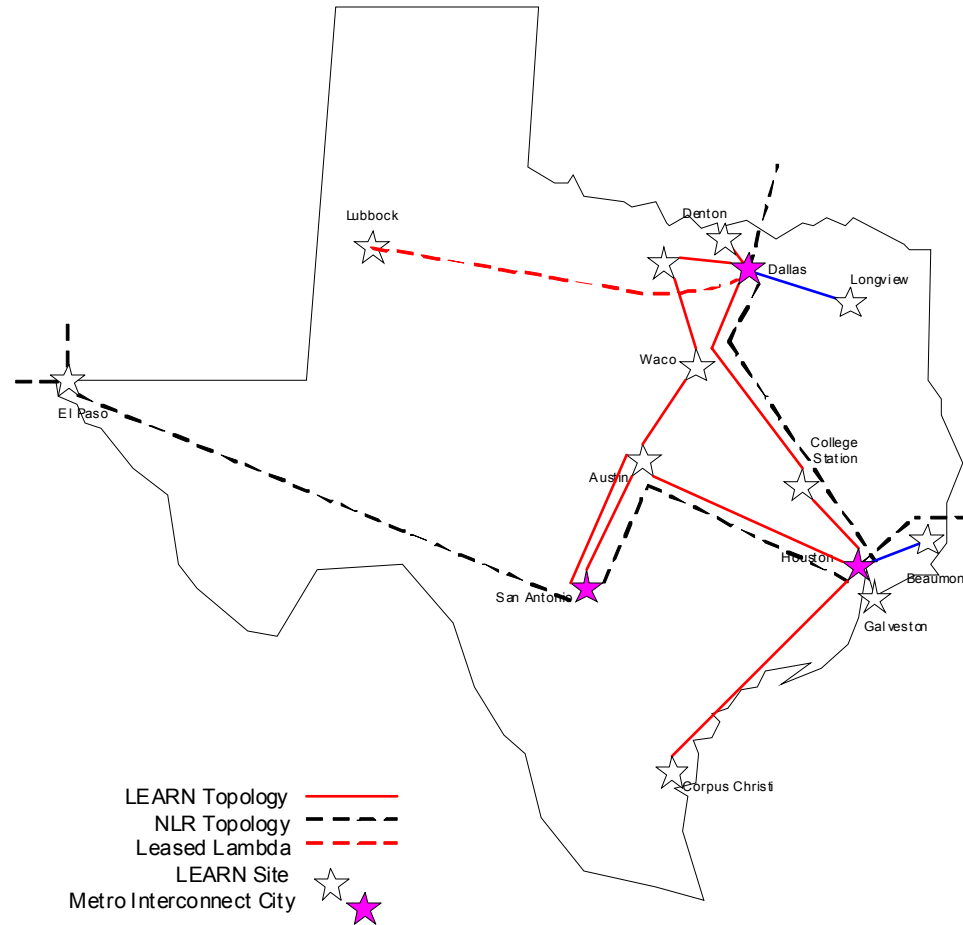 Denton
Lubbock
Dallas
Longview
Waco
El Paso
College
Station
Austin
Houston
Beaumon
San Antonio
Galveston
Corpus Christi
LEARN Topology
NLR Topology
Leased Lambda
LEARN Site
Metro Interconnect City